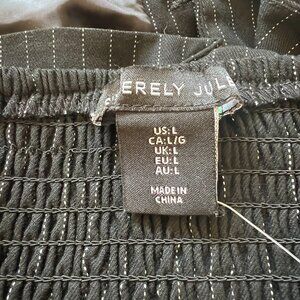 ERELY JUL
US:L
CA:L/G
UK:L
EU:L
AU:L
MADE IN
CHINA